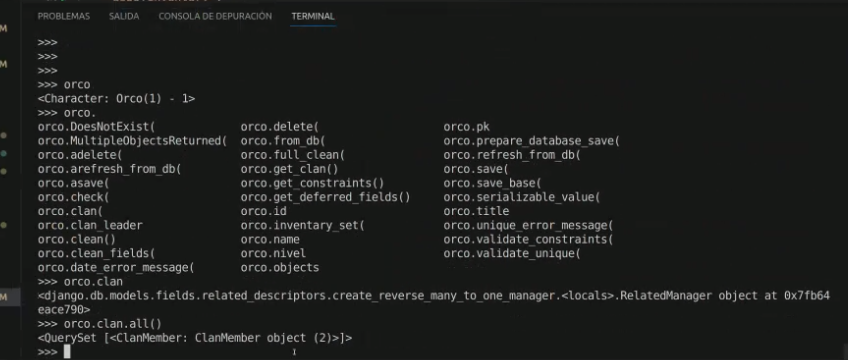 PROBLEMAS SALIDA CONSOLA DE DEPURACIÓN TERMINAL
>>>
>>>
>>>
>>> orco
<Character: Orco(1) - 1>
>>> orco.
orco.DoesNotExist( orco.delete( orco.pk
orco.MultipleObjectsReturned( orco.from_db( orco.prepare_database_save(
orco.adelete( orco.full_clean( orco.refresh_from_db(
orco.arefresh_from_db( orco.get_clan() orco.save(
orco.asave( orco.get_constraints() orco.save_base(
orco.check( orco.get_deferred_fields() orco.serializable_value(
orco.clan( orco.id orco.title
orco.clan_leader orco.inventory_set( orco.unique_error_message(
orco.clean() orco.name orco.validate_constraints(
orco.clean_fields( orco.nivel orco.validate_unique(
orco.date_error_message( orco.objects
>>> orco.clan
<django.db.models.fields.related_descriptors.create_reverse_many_to_one_manager.<locals>.RelatedManager object at 0x7fb64
eace790>
>>> orco.clan.all()
<QuerySet [<ClanMember: ClanMember object (2)>]>
>>>